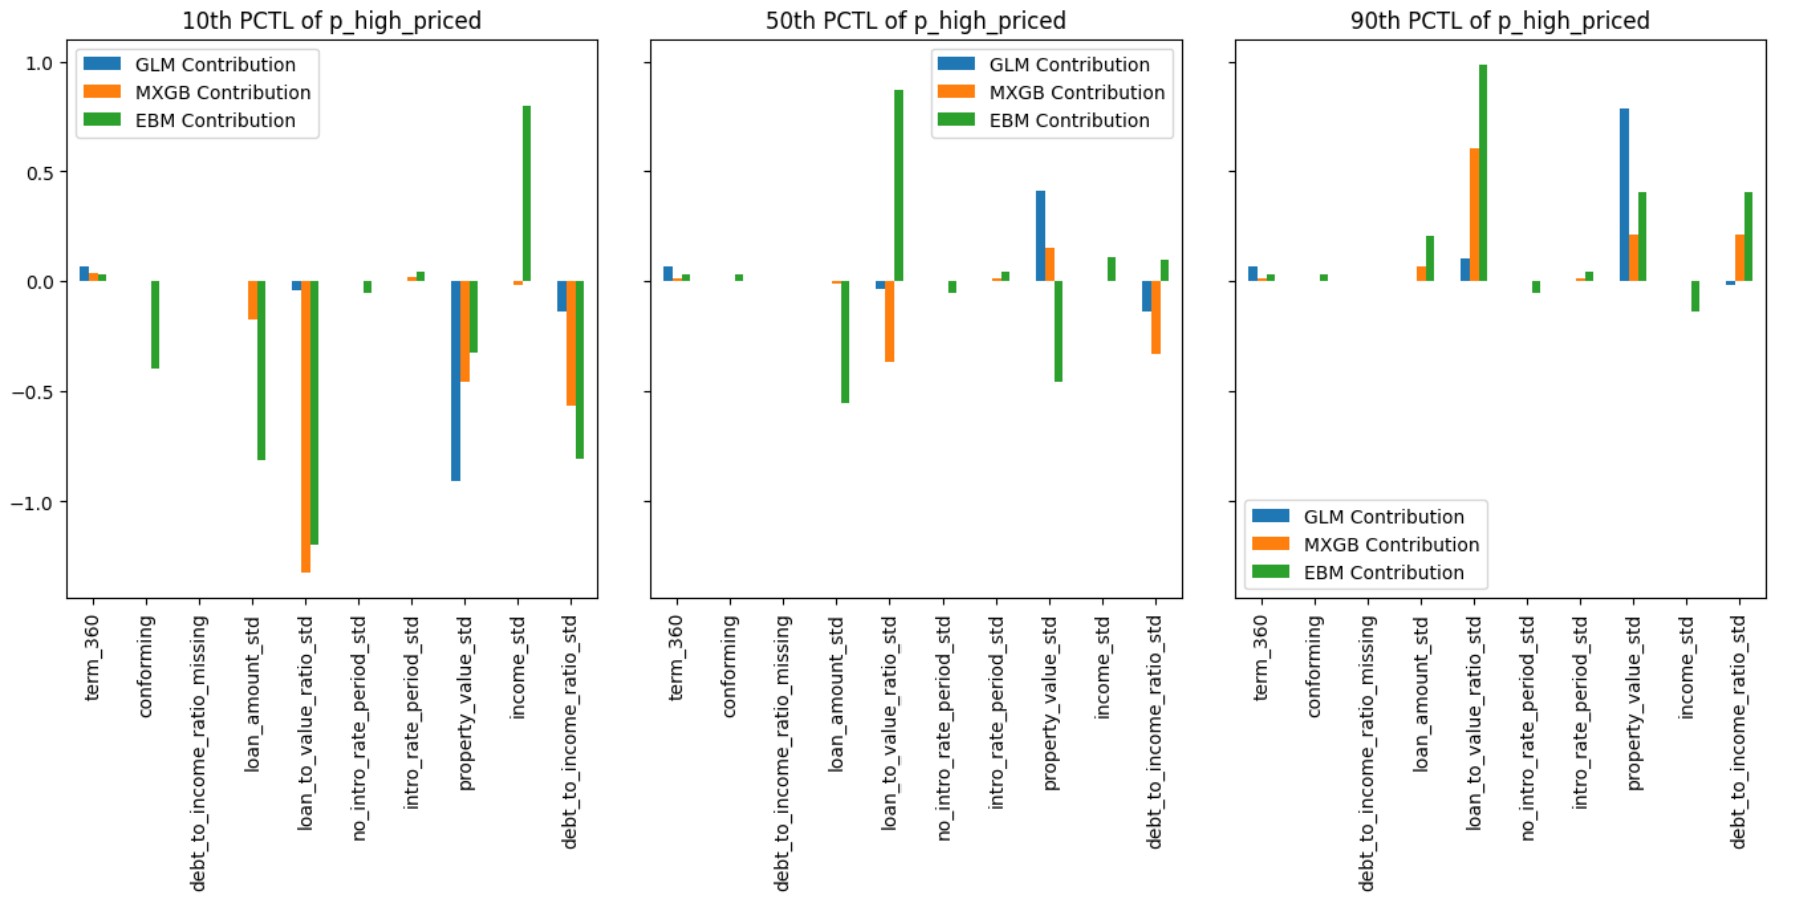 10th PCTL of p_high_priced
50th PCTL of p_high_priced
90th PCTL of p_high_priced
1.0
0.5
0.0
−0.5
−1.0
GLM Contribution
MXGB Contribution
EBM Contribution
GLM Contribution
MXGB Contribution
EBM Contribution
GLM Contribution
MXGB Contribution
EBM Contribution
term_360
conforming
debt_to_income_ratio_missing
loan_amount_std
loan_to_value_ratio_std
no_intro_rate_period_std
intro_rate_period_std
property_value_std
income_std
debt_to_income_ratio_std
term_360
conforming
debt_to_income_ratio_missing
loan_amount_std
loan_to_value_ratio_std
no_intro_rate_period_std
intro_rate_period_std
property_value_std
income_std
debt_to_income_ratio_std
term_360
conforming
debt_to_income_ratio_missing
loan_amount_std
loan_to_value_ratio_std
no_intro_rate_period_std
intro_rate_period_std
property_value_std
income_std
debt_to_income_ratio_std